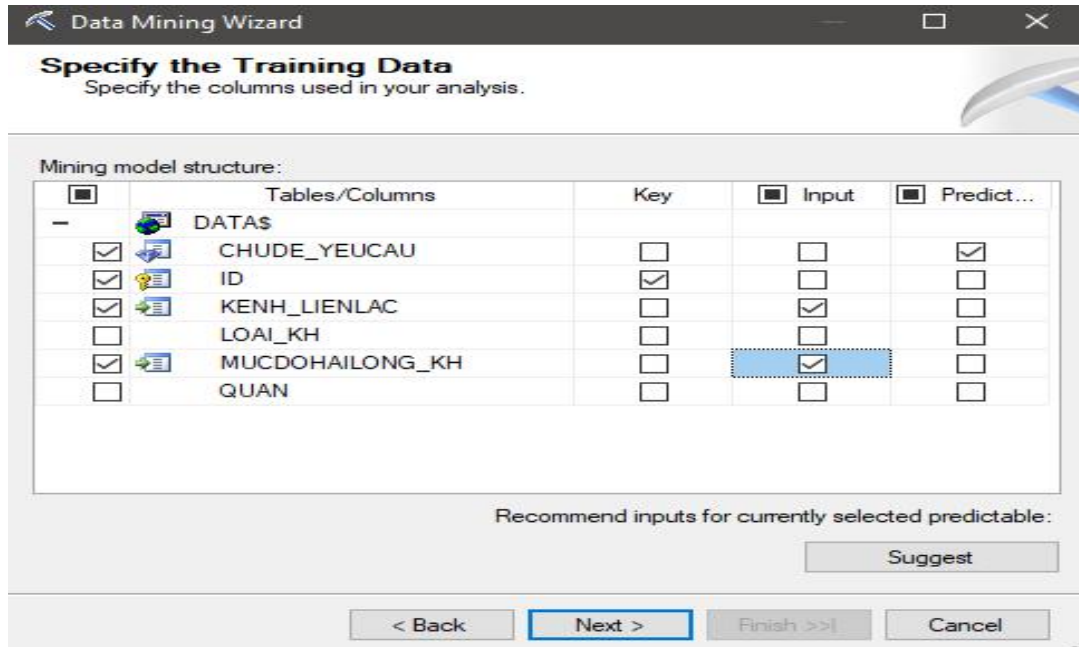 Data Mining Wizard
Specify the Training Data
Specify the columns used in your analysis.
Mining model structure:
Tables/Columns Key Input Predict...
DATA$
CHUDE_YEUCAU
ID
KENH_LIENLAC
LOAI_KH
MUCDOHAILONG_KH
QUAN
Recommend inputs for currently selected predictable:
Suggest
< Back Next > Finish >>| Cancel